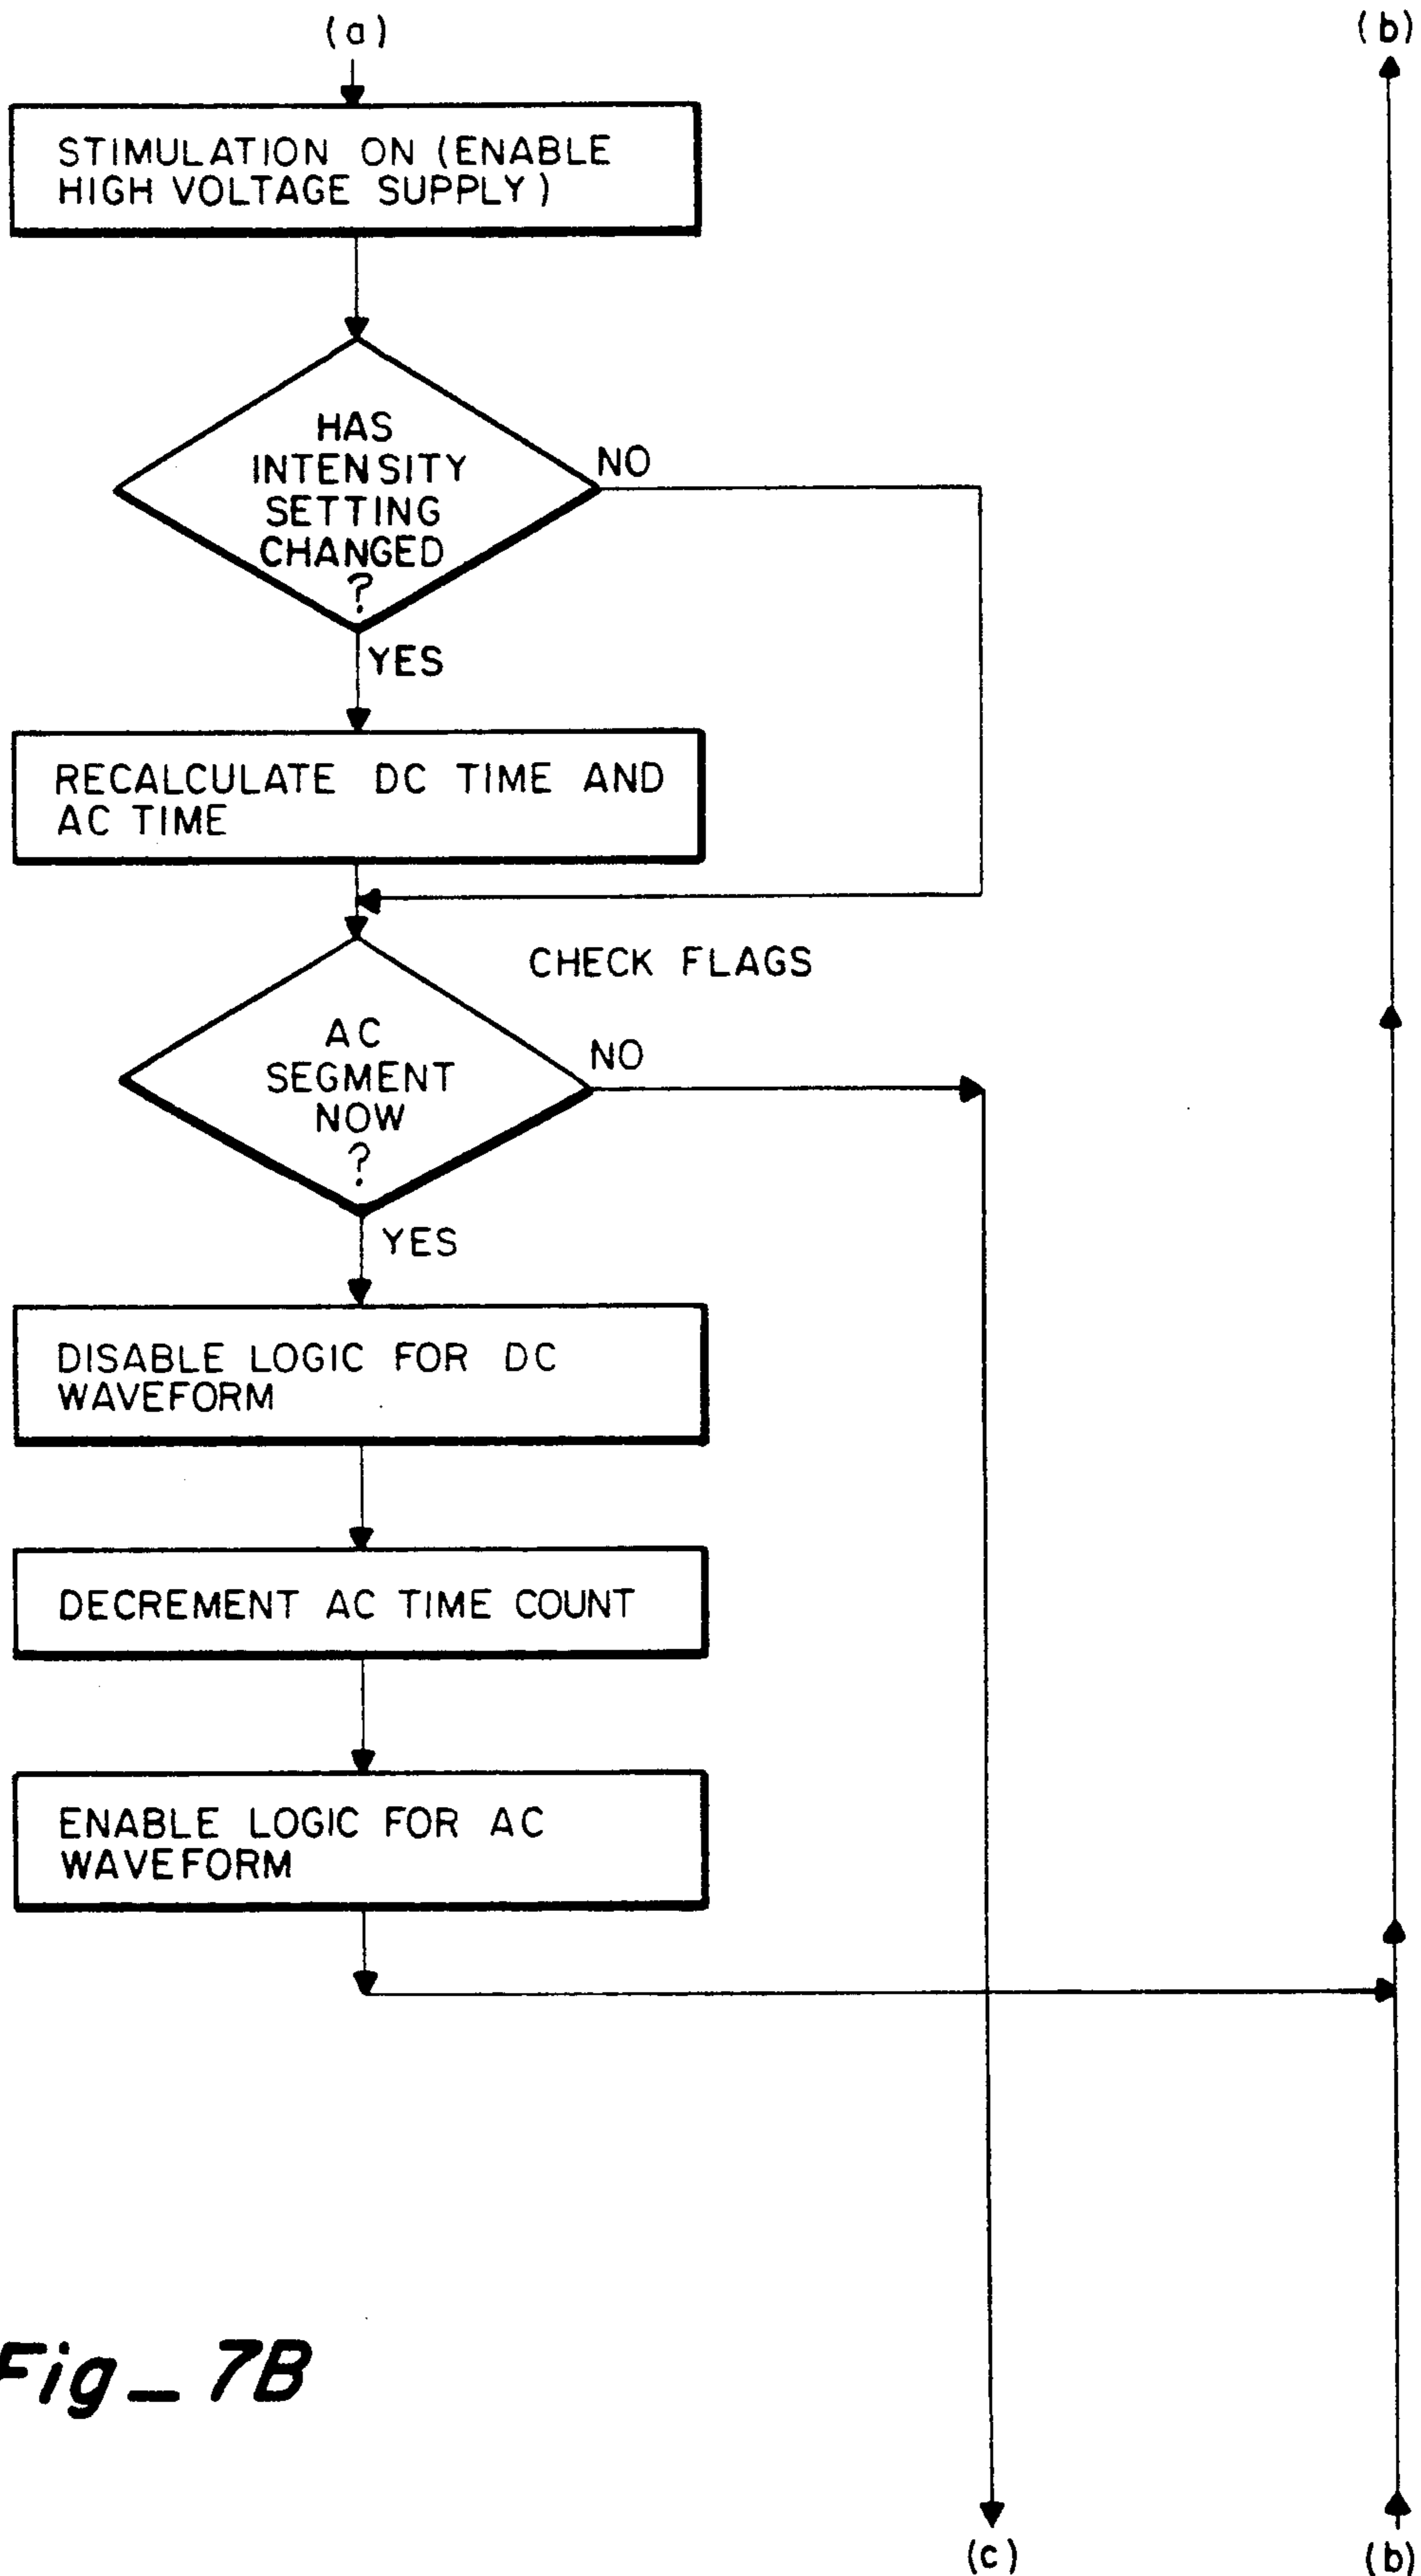 (a)
(b)
STIMULATION ON (ENABLE
HIGH VOLTAGE SUPPLY)
HAS
INTENSITY
SETTING
CHANGED
?
NO
YES
RECALCULATE DC TIME AND
AC TIME
CHECK FLAGS
AC
SEGMENT
NOW
?
NO
YES
DISABLE LOGIC FOR DC
WAVEFORM
DECREMENT AC TIME COUNT
ENABLE LOGIC FOR AC
WAVEFORM
Fig_7B
(c)
(b)